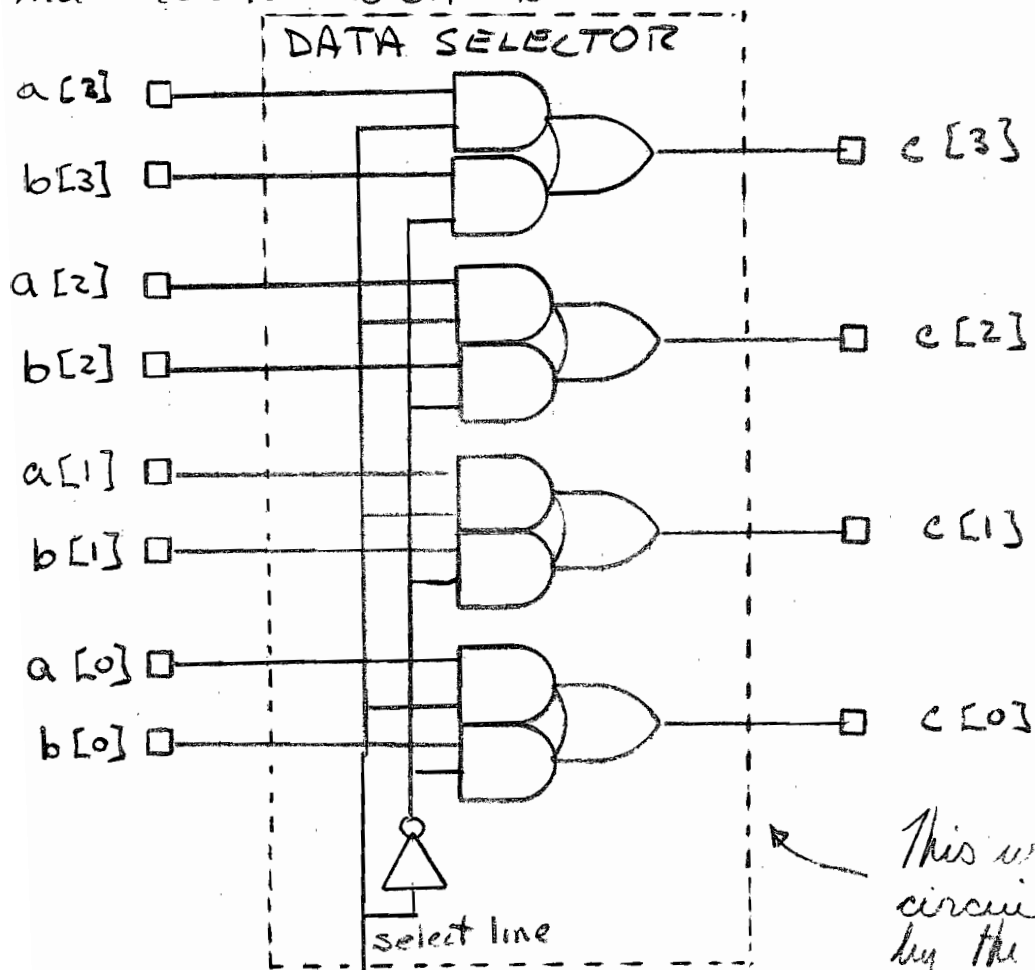 DATA SELECTOR
a[3]
b[3]
c[3]
a[2]
b[2]
c[2]
a[1]
b[1]
c[1]
a[0]
b[0]
c[0]
select line
This
circui
by the